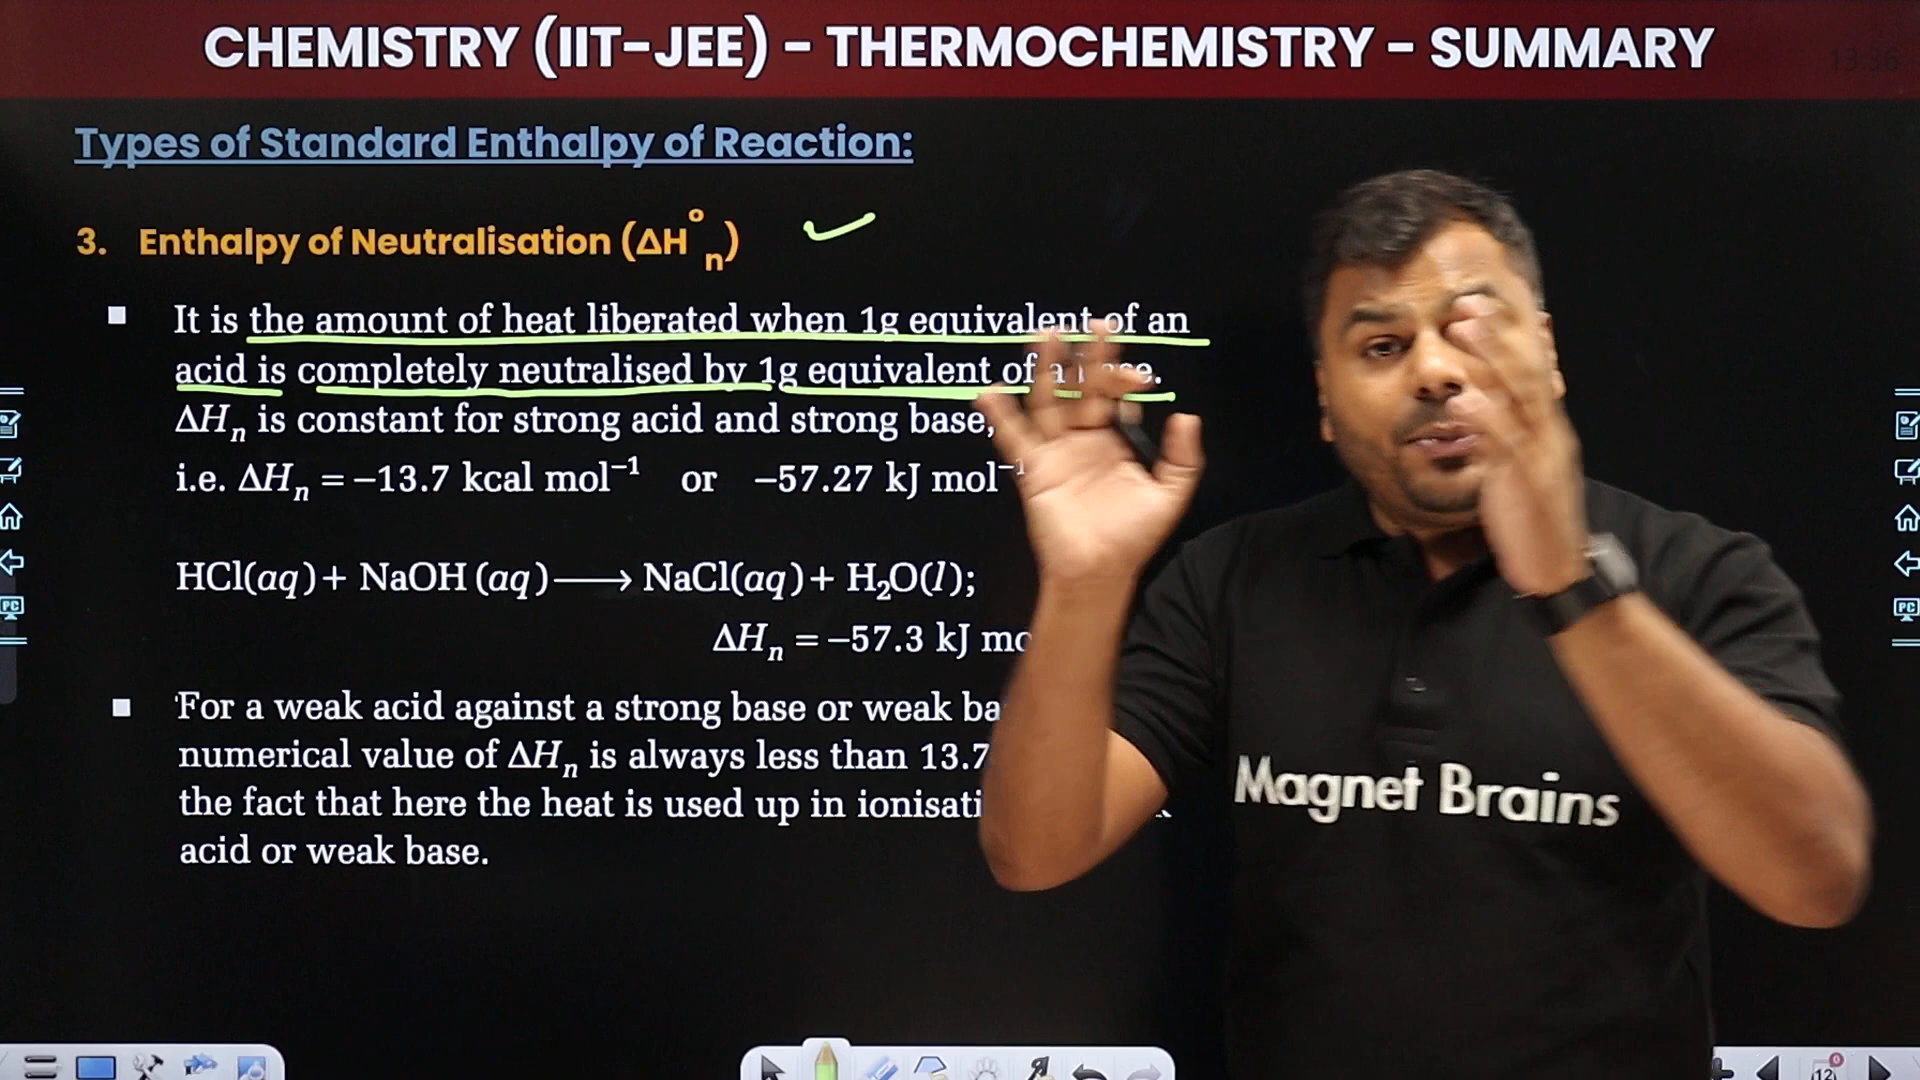 CHEMISTRY (IIT-JEE) - THERMOCHEMISTRY - SUMMARY
Types of Standard Enthalpy of Reaction:
3. Enthalpy of Neutralisation (ΔH°n)
■ It is the amount of heat liberated when 1g equivalent of an
acid is completely neutralised by 1g equivalent of a
ΔHn is constant for strong acid and strong base,
i.e. ΔHn = −13.7 kcal mol⁻¹ or −57.27 kJ mol⁻¹
HCl(aq) + NaOH (aq) ⟶ NaCl(aq) + H₂O(l);
ΔHn = −57.3 kJ
■ For a weak acid against a strong base or weak
numerical value of ΔHn is always less than 13.7
the fact that here the heat is used up in
acid or weak base.
Magnet Brains
PC
PC
12